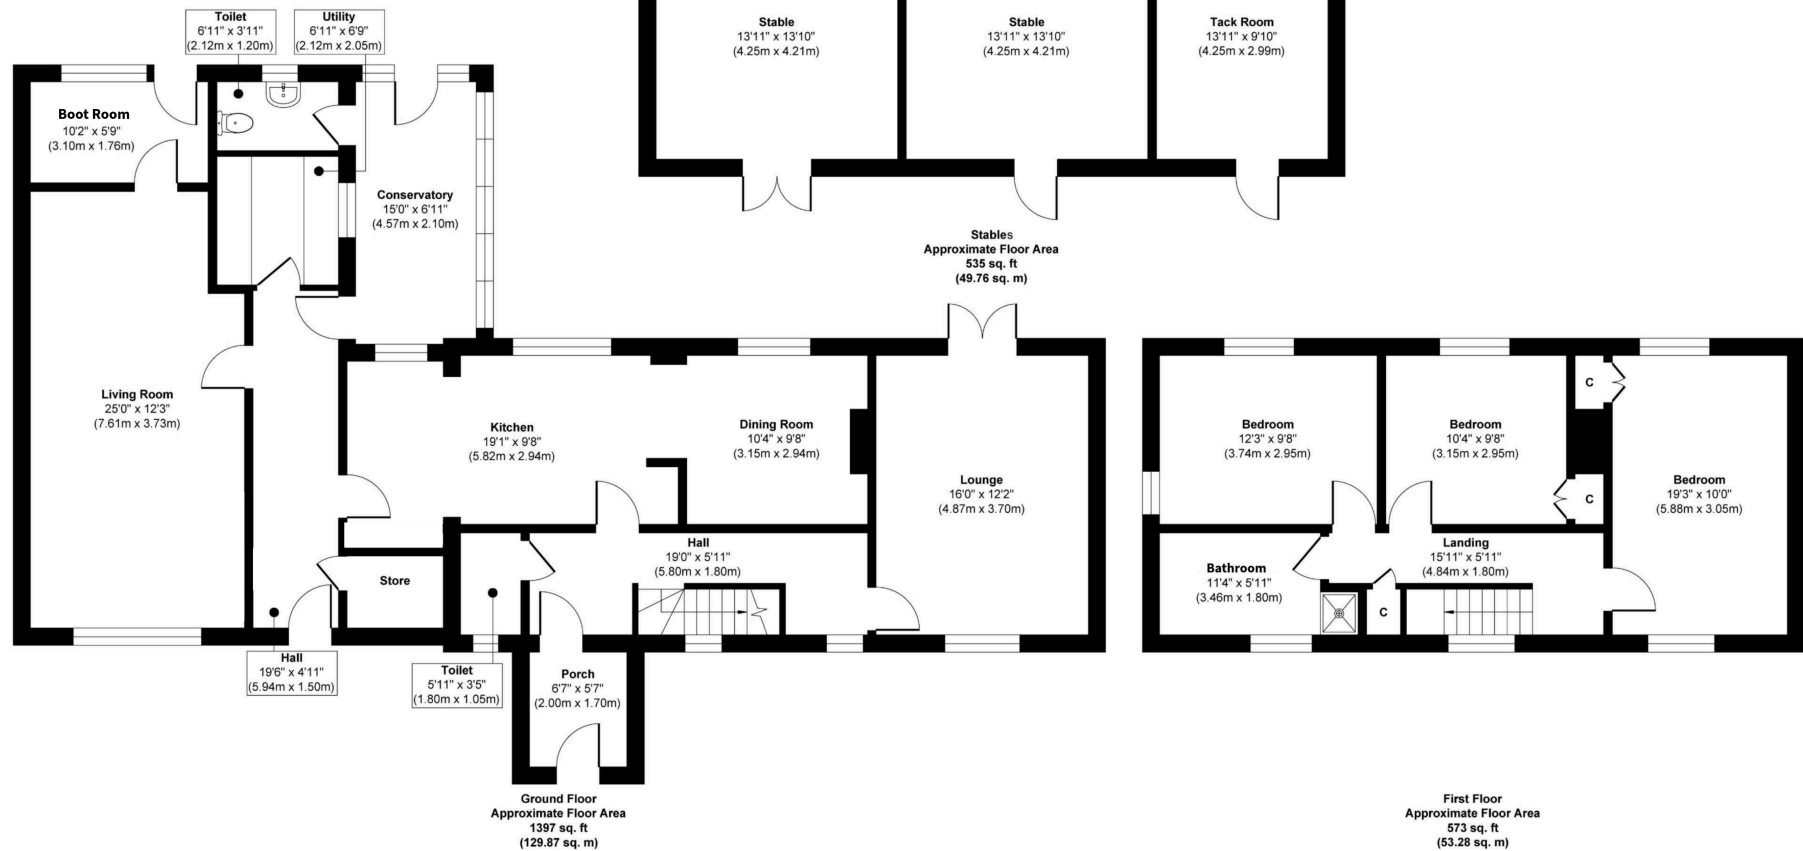 Toilet
6'11" x 3'11"
(2.12m x 1.20m)
Utility
6'11" x 6'9"
(2.12m x 2.05m)
Stable
13'11" x 13'10"
(4.25m x 4.21m)
Stable
13'11" x 13'10"
(4.25m x 4.21m)
Tack Room
13'11" x 9'10"
(4.25m x 2.99m)
Boot Room
10'2" x 5'9"
(3.10m x 1.76m)
Conservatory
15'0" x 6'11"
(4.57m x 2.10m)
Stables
Approximate Floor Area
535 sq. ft
(49.76 sq. m)
Living Room
25'0" x 12'3"
(7.61m x 3.73m)
Kitchen
19'1" x 9'8"
(5.82m x 2.94m)
Dining Room
10'4" x 9'8"
(3.15m x 2.94m)
Lounge
16'0" x 12'2"
(4.87m x 3.70m)
Bedroom
12'3" x 9'8"
(3.74m x 2.95m)
Bedroom
10'4" x 9'8"
(3.15m x 2.95m)
C
C
Bedroom
19'3" x 10'0"
(5.88m x 3.05m)
Hall
19'0" x 5'11"
(5.80m x 1.80m)
Store
Landing
15'11" x 5'11"
(4.84m x 1.80m)
Bathroom
11'4" x 5'11"
(3.46m x 1.80m)
C
Hall
19'6" x 4'11"
(5.94m x 1.50m)
Toilet
5'11" x 3'5"
(1.80m x 1.05m)
Porch
6'7" x 5'7"
(2.00m x 1.70m)
Ground Floor
Approximate Floor Area
1397 sq. ft
(129.87 sq. m)
First Floor
Approximate Floor Area
573 sq. ft
(53.28 sq. m)